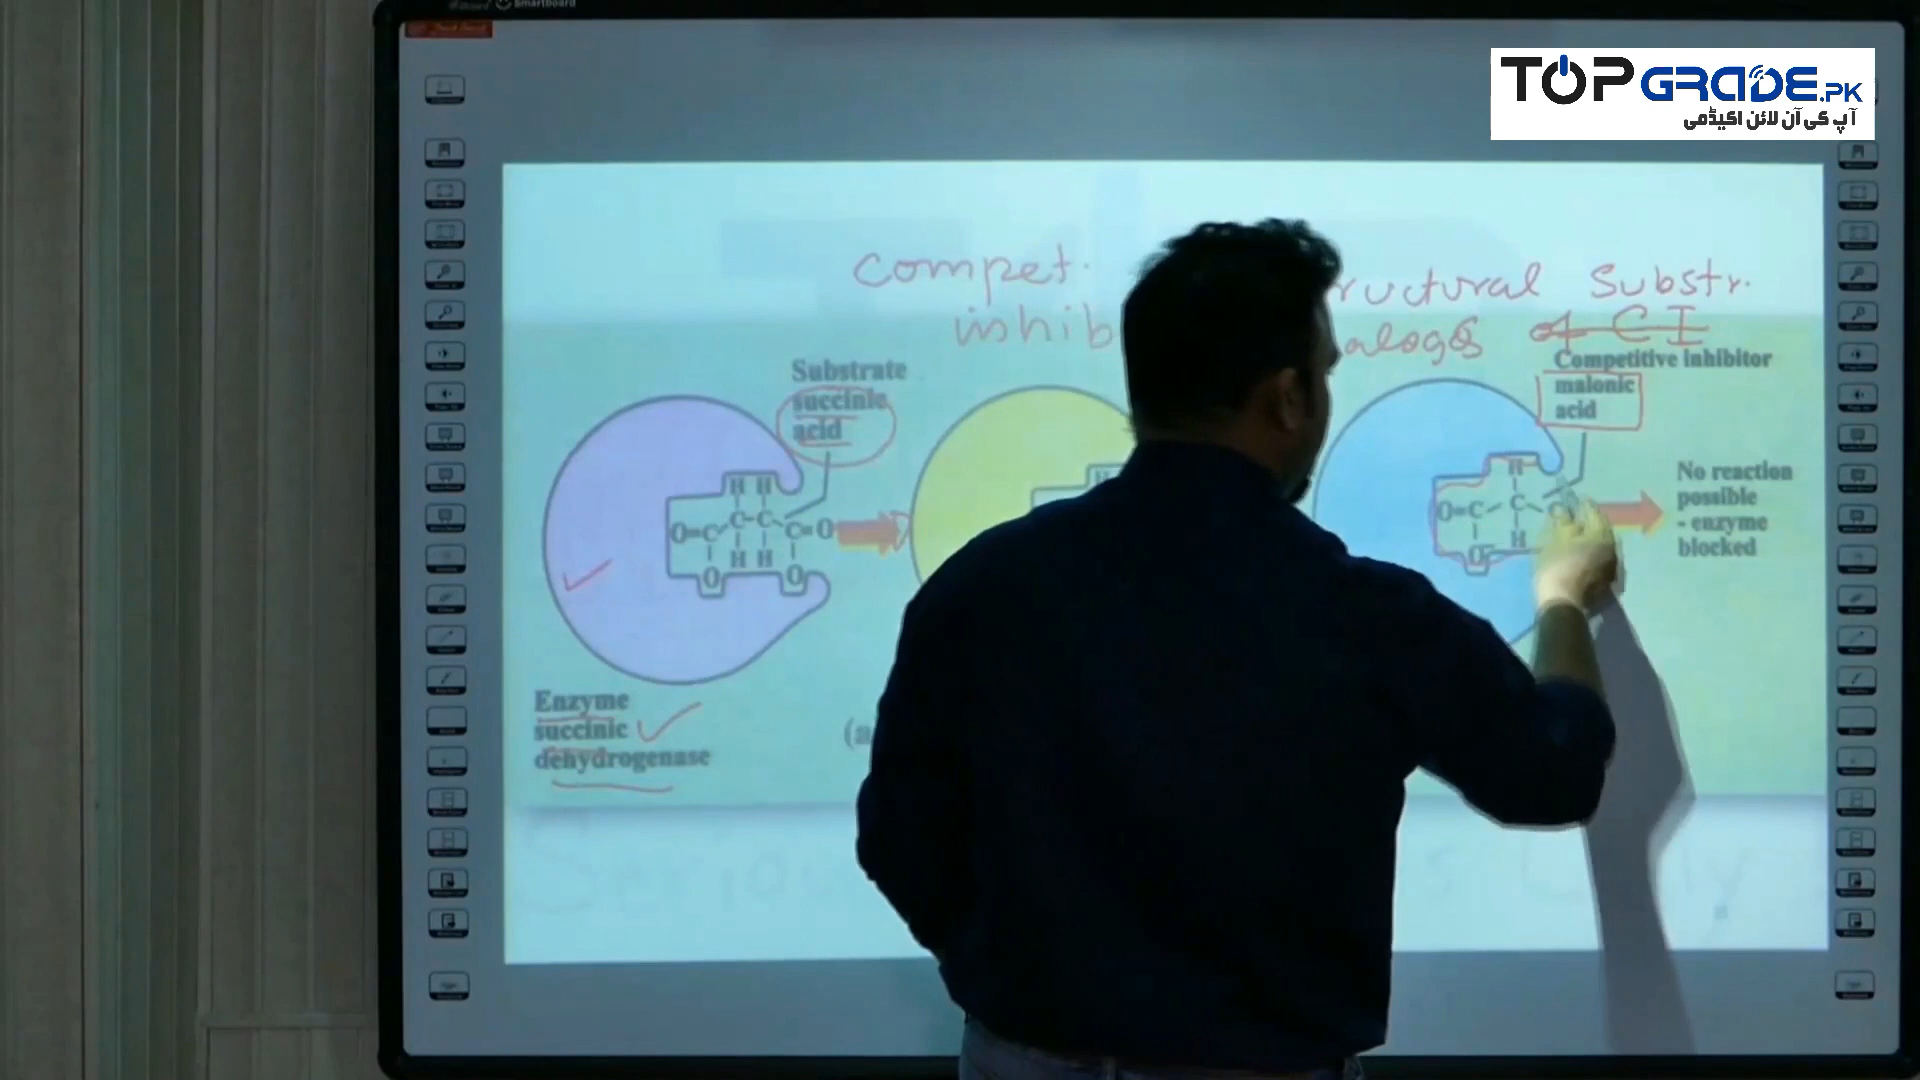 Smartboard
TOPGRADE.PK
آپ کی آن لائن اکیڈمی
compet.
ructural Substr.
inhib
alogs of CI
Substrate
succinic
acid
Competitive inhibitor
malonic
acid
H H
O=C C-C C=O
H H
O O
H
O=C C C
H
O
No reaction
possible
- enzyme
blocked
Enzyme
succinic
dehydrogenase
(a